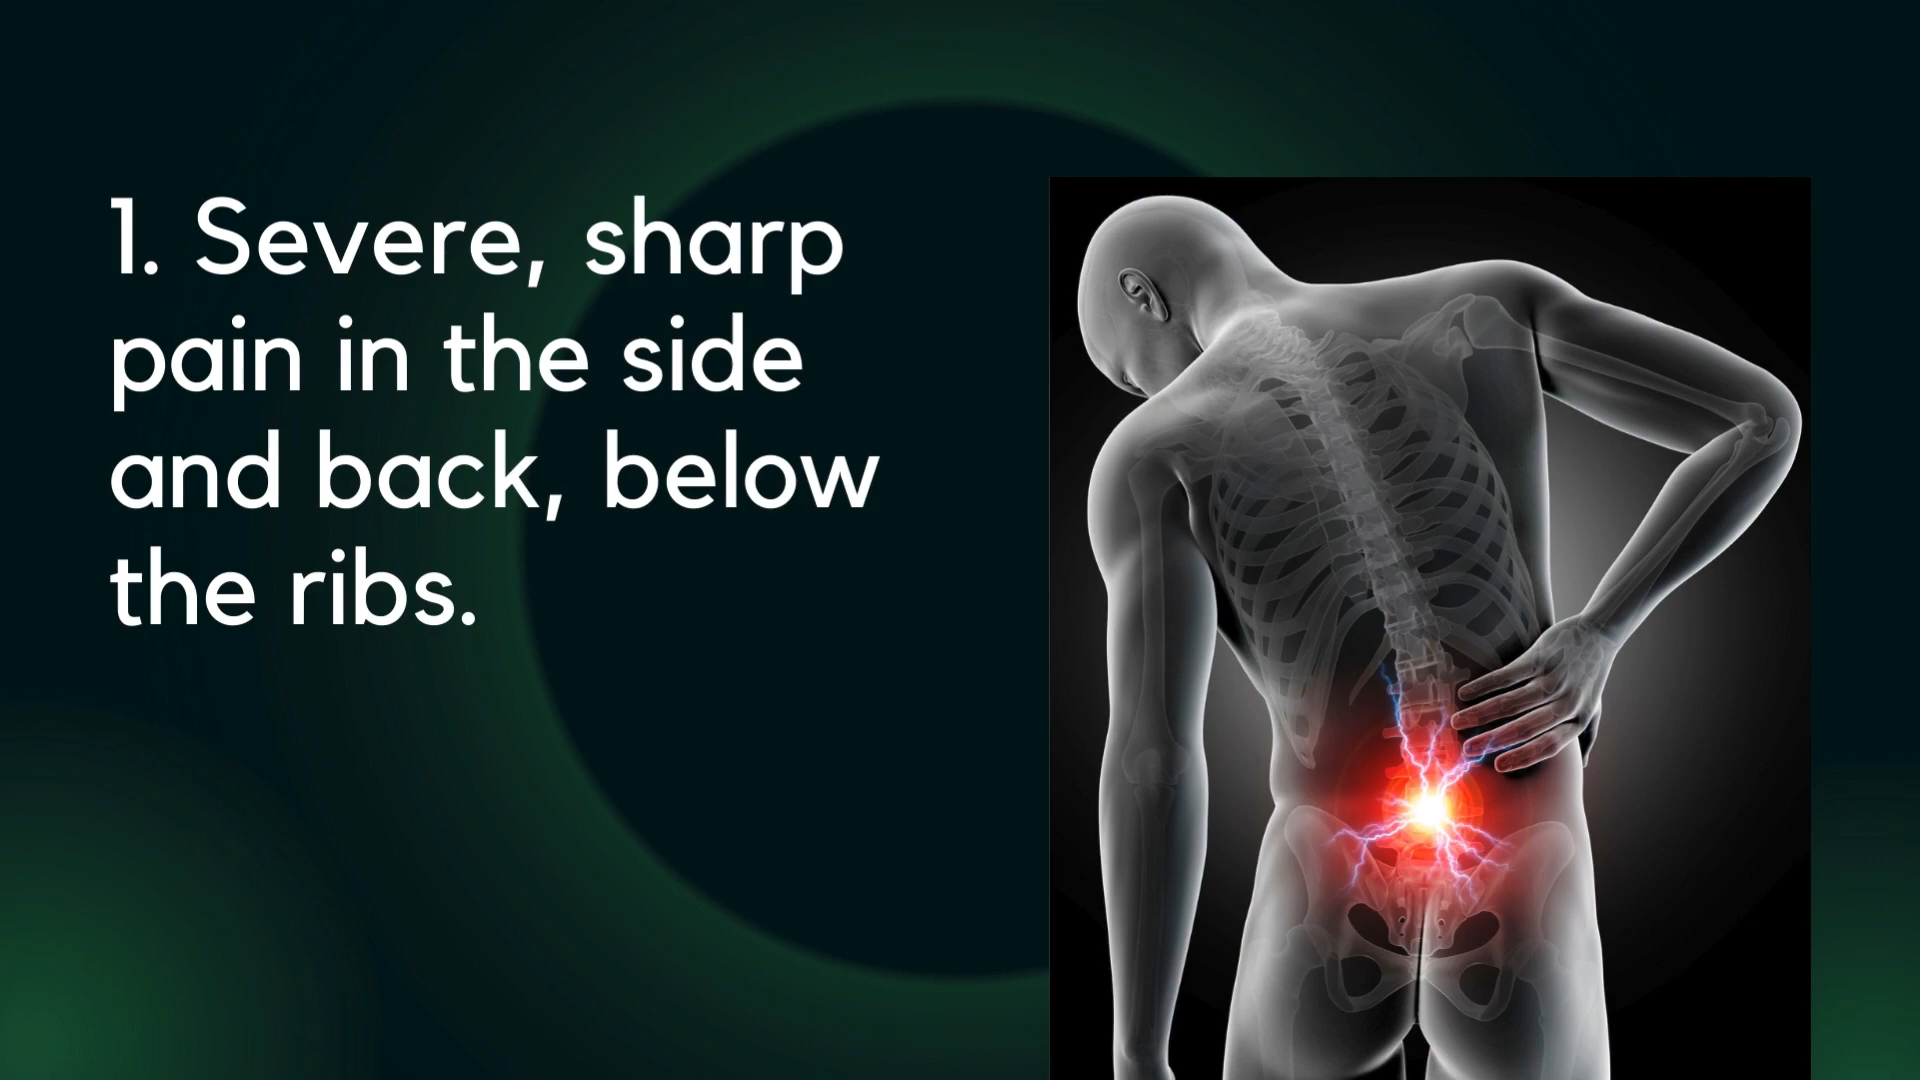 1. Severe, sharp
pain in the side
and back, below
the ribs.